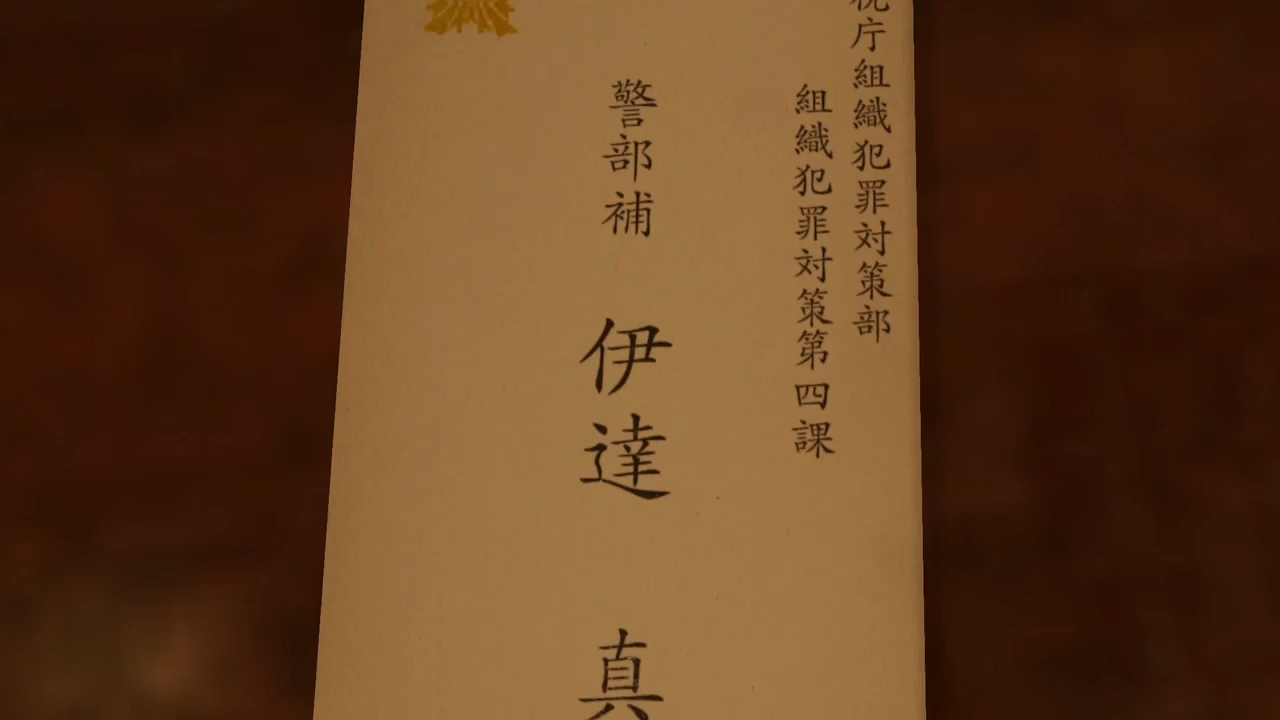 視庁組織犯罪対策部
組織犯罪対策第四課
警部補 伊達 真